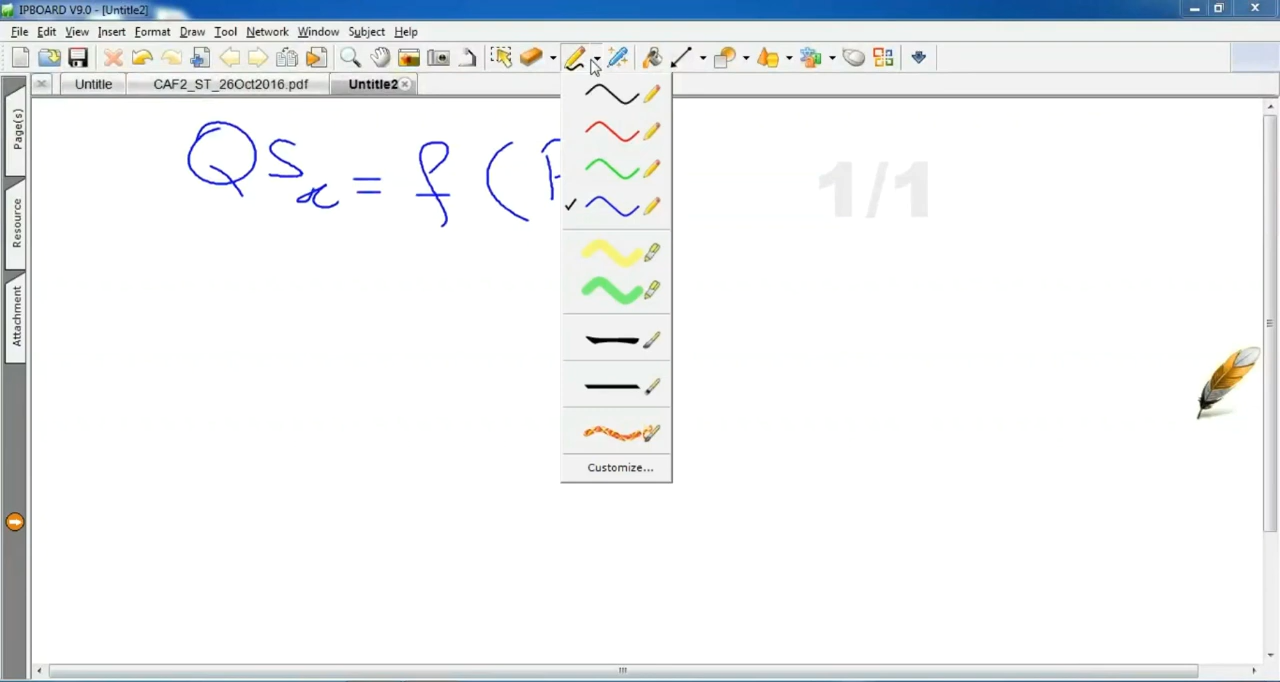 IPBOARD V9.0 - [Untitle2]
File Edit View Insert Format Draw Tool Network Window Subject Help
Untitle CAF2_ST_26Oct2016.pdf Untitle2
Page(s)
Resource
Attachment
QSx = f (
1/1
Customize...